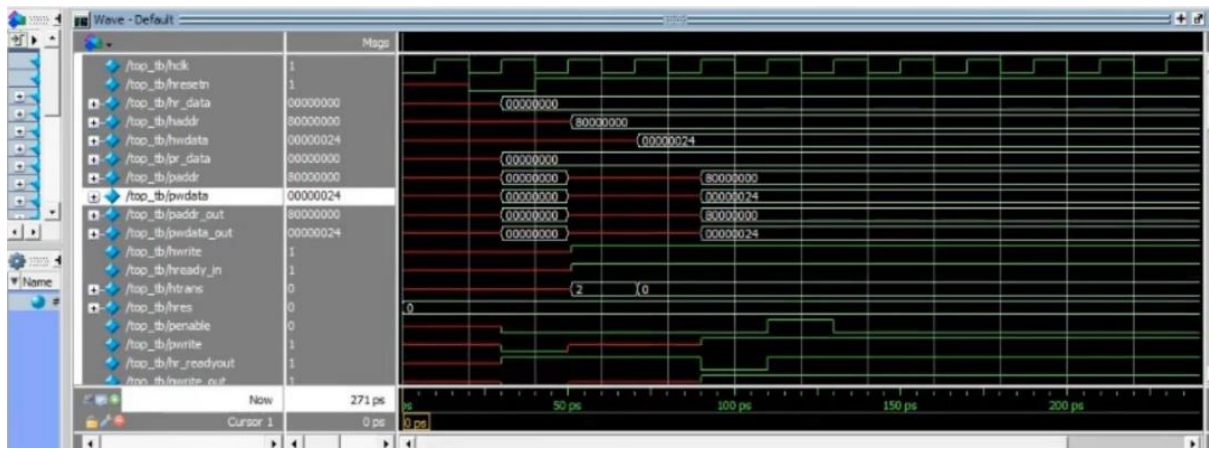 Wave - Default
Msgs
/top_tb/hclk 1
/top_tb/hresetn 1
/top_tb/hr_data 00000000 00000000
/top_tb/haddr 80000000 80000000
/top_tb/hwdata 00000024 00000024
/top_tb/pr_data 00000000 00000000
/top_tb/paddr 80000000 00000000 80000000
/top_tb/pwdata 00000024 00000000 00000024
/top_tb/paddr_out 80000000 00000000 80000000
/top_tb/pwdata_out 00000024 00000000 00000024
/top_tb/hwrite 1
/top_tb/hready_in 1
/top_tb/htrans 0 2 0
/top_tb/hres 0 0
/top_tb/penable 0
/top_tb/pwrite 1
/top_tb/hr_readyout 1
/top_tb/pwrite_out 1
Name
Now 271 ps ps 50 ps 100 ps 150 ps 200 ps
Cursor 1 0 ps 0 ps